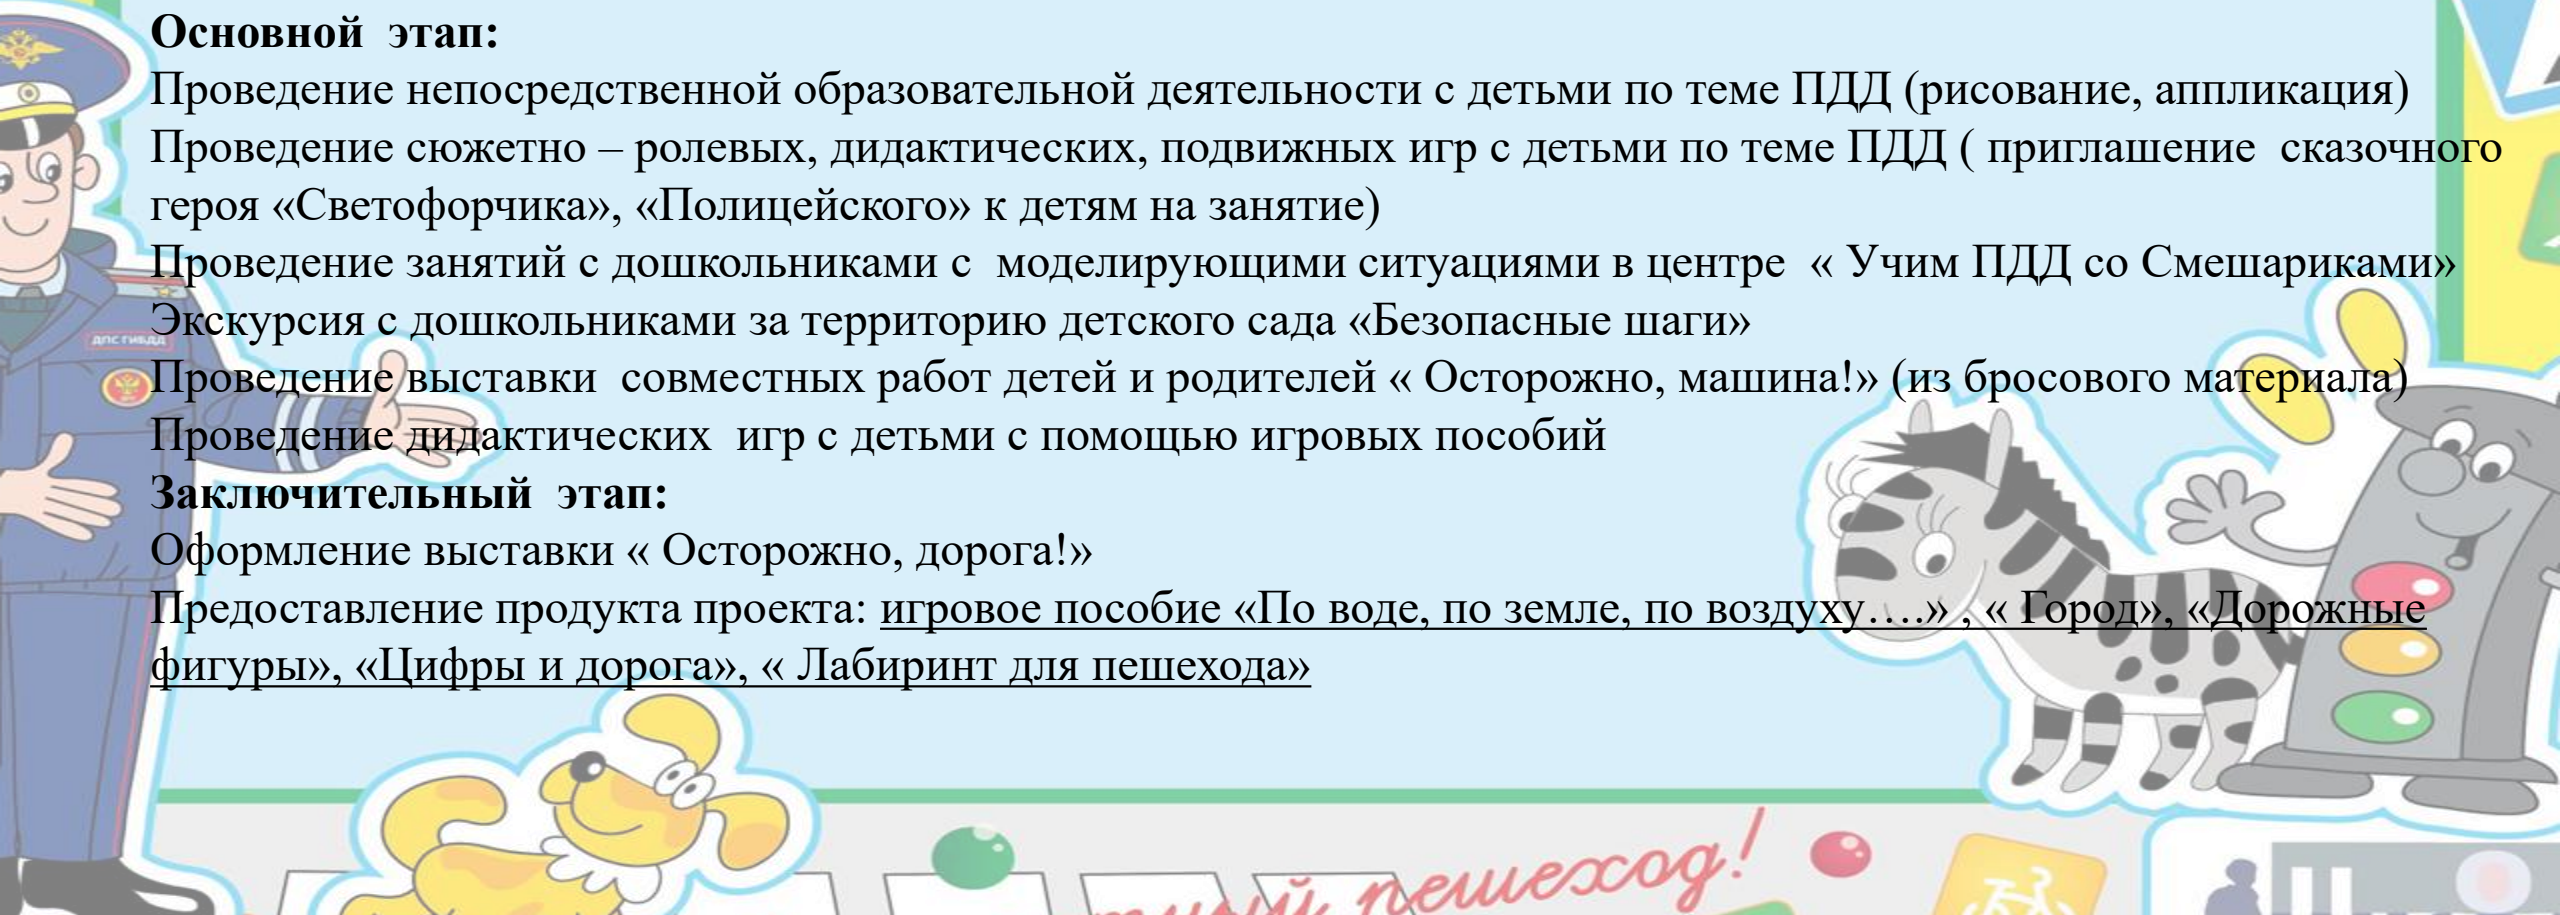 Основной этап:
Проведение непосредственной образовательной деятельности с детьми по теме ПДД (рисование, аппликация)
Проведение сюжетно – ролевых, дидактических, подвижных игр с детьми по теме ПДД ( приглашение сказочного
героя «Светофорчика», «Полицейского» к детям на занятие)
Проведение занятий с дошкольниками с моделирующими ситуациями в центре « Учим ПДД со Смешариками»
Экскурсия с дошкольниками за территорию детского сада «Безопасные шаги»
ДПС ГИБДД
Проведение выставки совместных работ детей и родителей « Осторожно, машина!» (из бросового материала)
Проведение дидактических игр с детьми с помощью игровых пособий
Заключительный этап:
Оформление выставки « Осторожно, дорога!»
Предоставление продукта проекта: игровое пособие «По воде, по земле, по воздуху….» , « Город», «Дорожные
фигуры», «Цифры и дорога», « Лабиринт для пешехода»
пешеход!